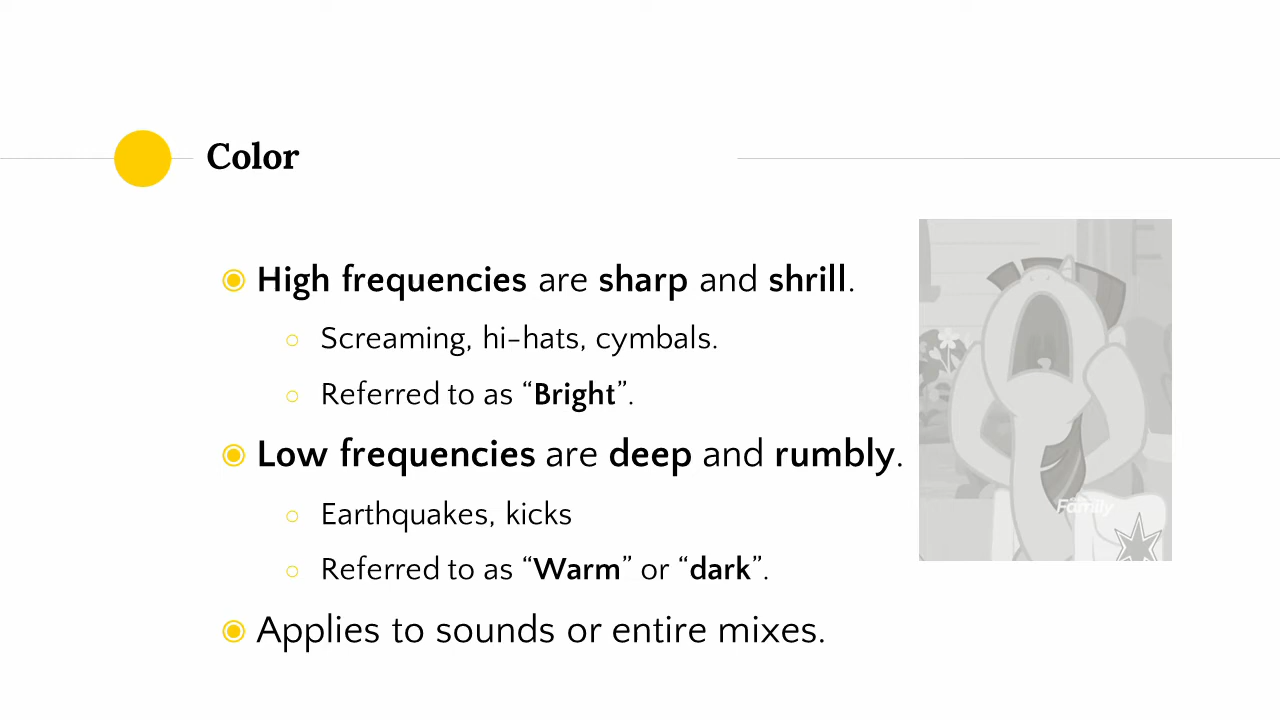 Color
High frequencies are sharp and shrill.
Screaming, hi-hats, cymbals.
Referred to as “Bright”.
Low frequencies are deep and rumbly.
Earthquakes, kicks
Referred to as “Warm” or “dark”.
Applies to sounds or entire mixes.
Family